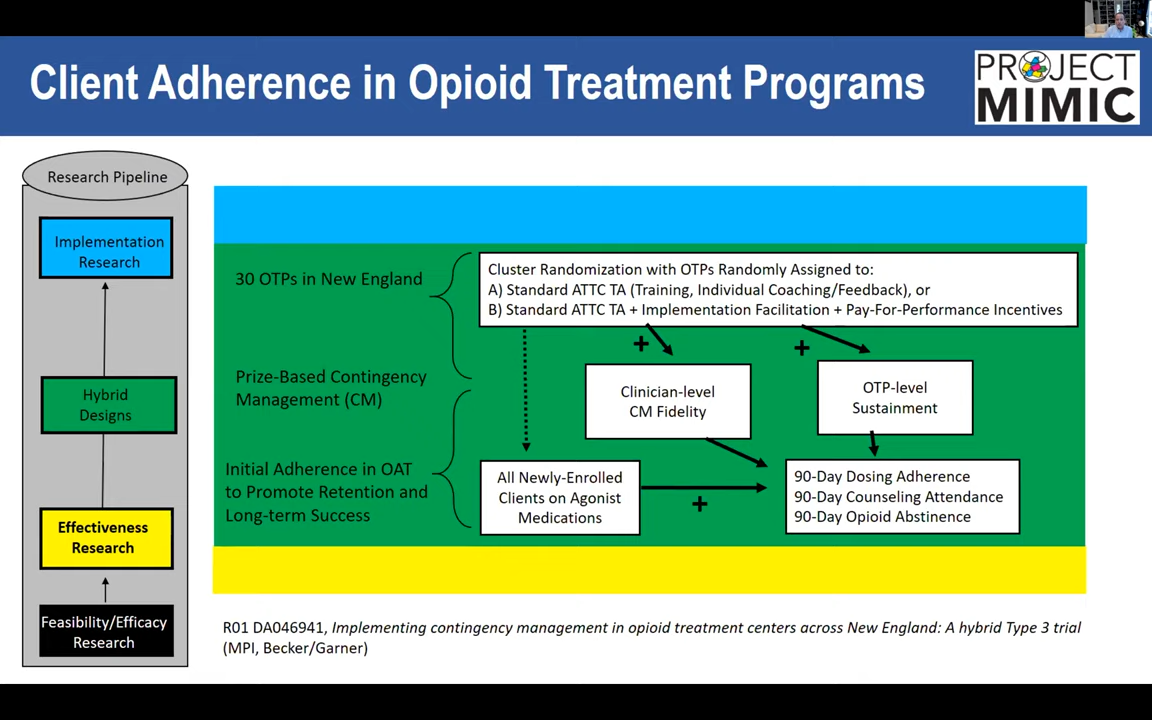 Client Adherence in Opioid Treatment Programs
PROJECT
MIMIC
Research Pipeline
Implementation
Research
Hybrid
Designs
Effectiveness
Research
Feasibility/Efficacy
Research
30 OTPs in New England
Prize-Based Contingency
Management (CM)
Initial Adherence in OAT
to Promote Retention and
Long-term Success
Cluster Randomization with OTPs Randomly Assigned to:
A) Standard ATTC TA (Training, Individual Coaching/Feedback), or
B) Standard ATTC TA + Implementation Facilitation + Pay-For-Performance Incentives
+
+
Clinician-level
CM Fidelity
OTP-level
Sustainment
All Newly-Enrolled
Clients on Agonist
Medications
+
90-Day Dosing Adherence
90-Day Counseling Attendance
90-Day Opioid Abstinence
R01 DA046941, Implementing contingency management in opioid treatment centers across New England: A hybrid Type 3 trial
(MPI, Becker/Garner)